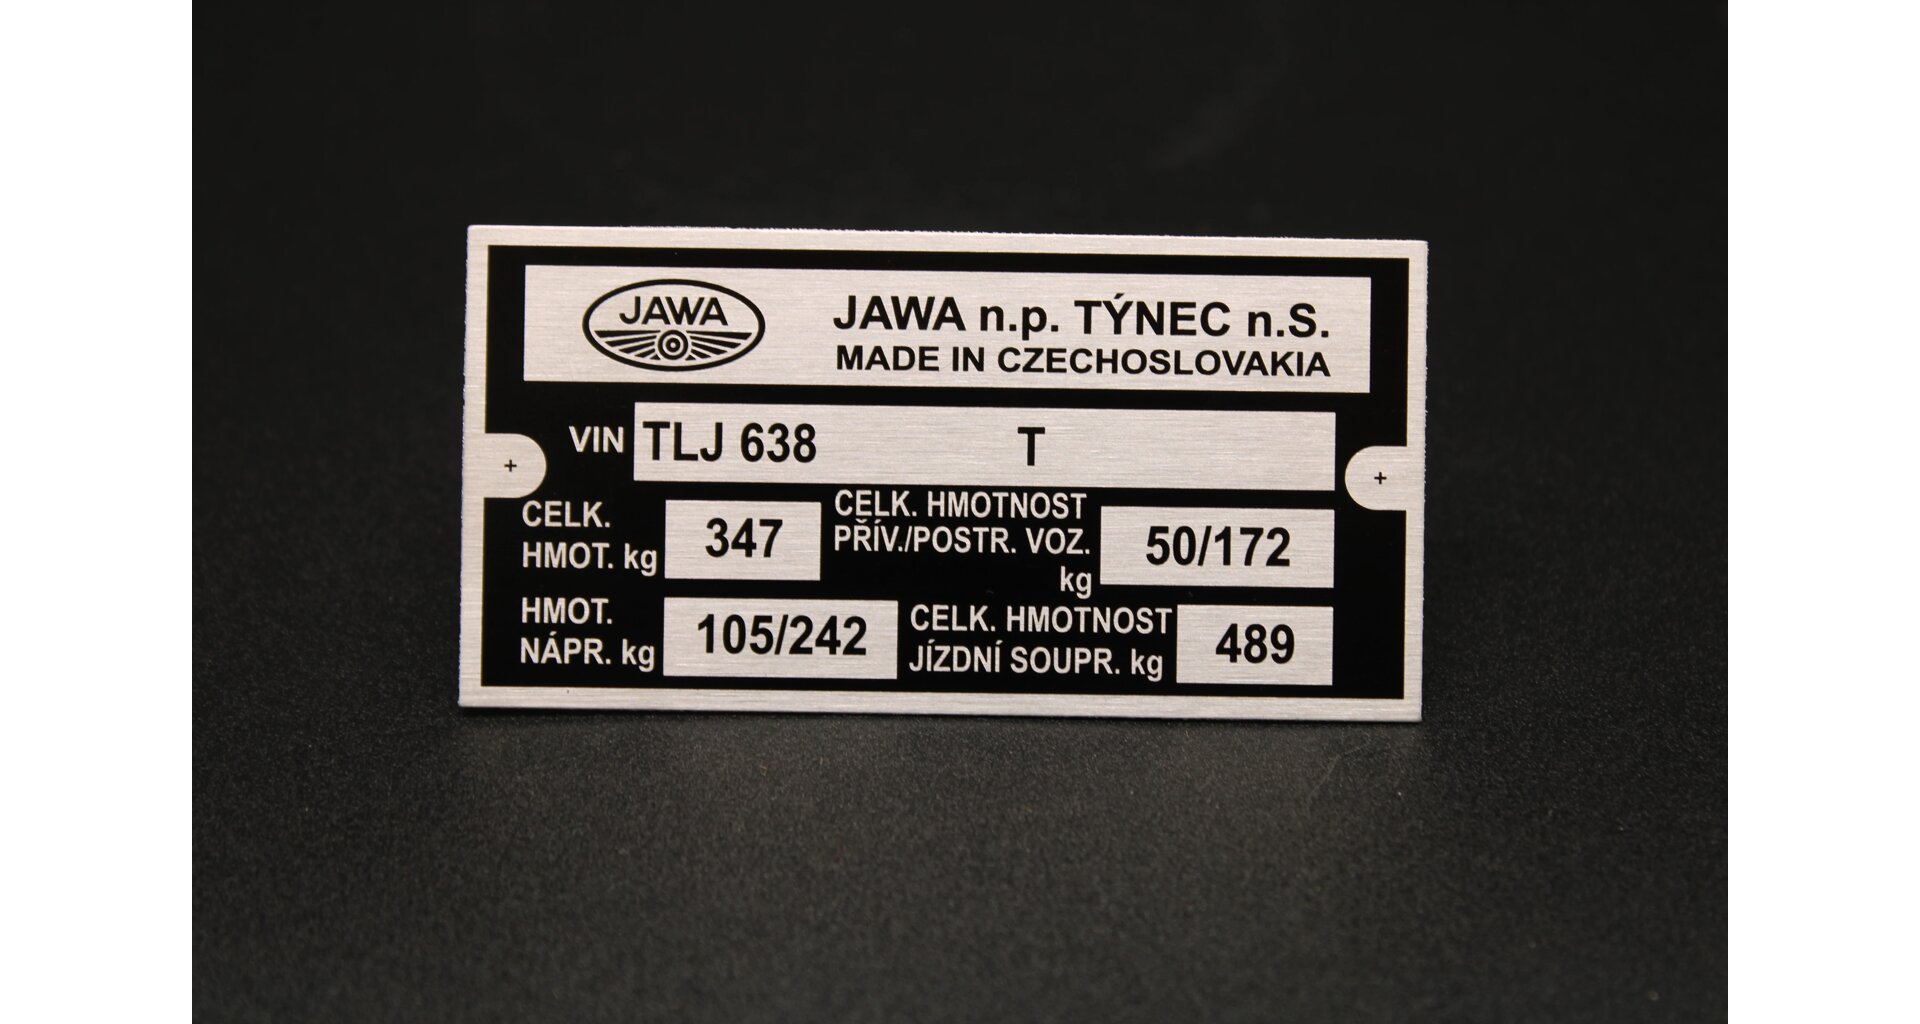 JAWA
JAWA n.p. TÝNEC n.S.
MADE IN CZECHOSLOVAKIA
VIN TLJ 638 T
CELK. HMOT. kg 347
CELK. HMOTNOST
PŘÍV./POSTR. VOZ.
kg 50/172
HMOT.
NÁPR. kg 105/242
CELK. HMOTNOST
JÍZDNÍ SOUPR. kg 489